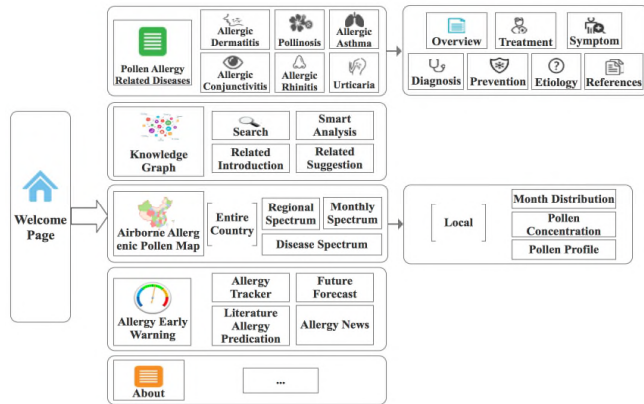 Welcome
Page
Pollen Allergy
Related Diseases
Allergic
Dermatitis
Pollinosis
Allergic
Asthma
Allergic
Conjunctivitis
Allergic
Rhinitis
Urticaria
Overview
Treatment
Symptom
Diagnosis
Prevention
Etiology
References
Knowledge
Graph
Search
Smart
Analysis
Related
Introduction
Related
Suggestion
Airborne Allerg
enic Pollen Map
Entire
Country
Regional
Spectrum
Monthly
Spectrum
Disease Spectrum
Local
Month Distribution
Pollen
Concentration
Pollen Profile
Allergy Early
Warning
Allergy
Tracker
Future
Forecast
Literature
Allergy
Predication
Allergy News
About
...